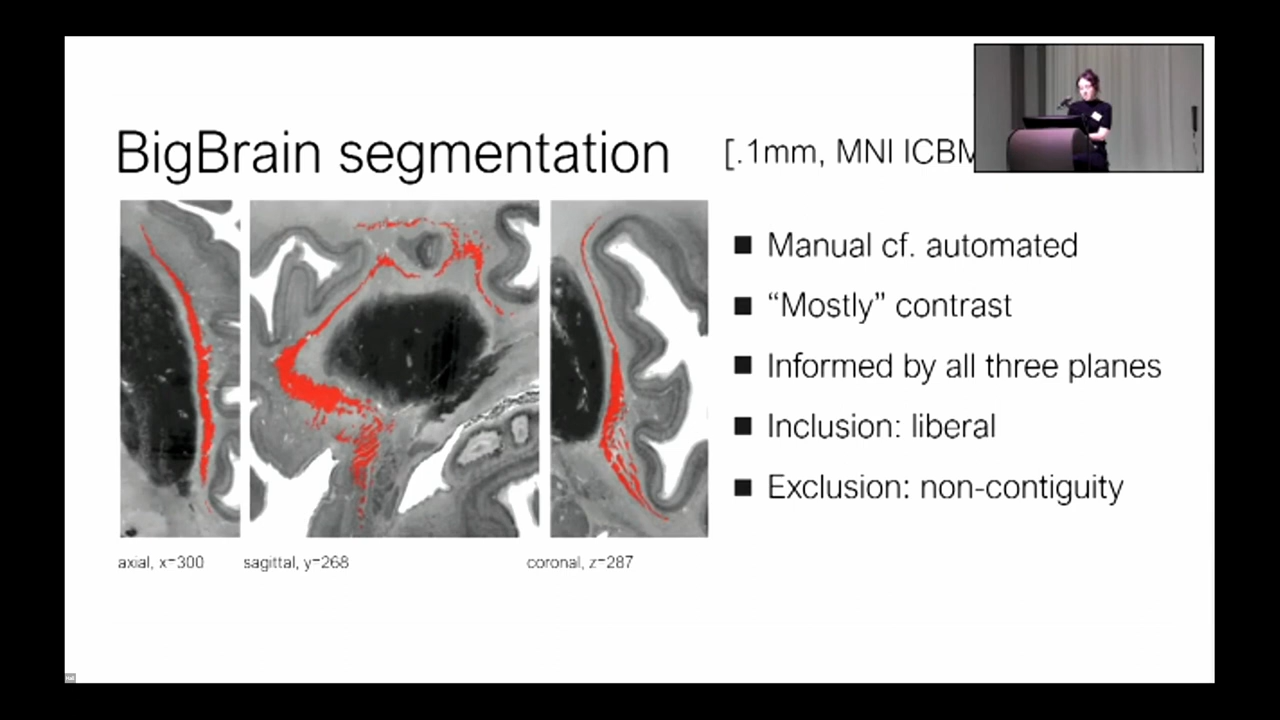 BigBrain segmentation
[.1mm, MNI ICBM
■ Manual cf. automated
■ “Mostly” contrast
■ Informed by all three planes
■ Inclusion: liberal
■ Exclusion: non-contiguity
axial, x=300
sagittal, y=268
coronal, z=287